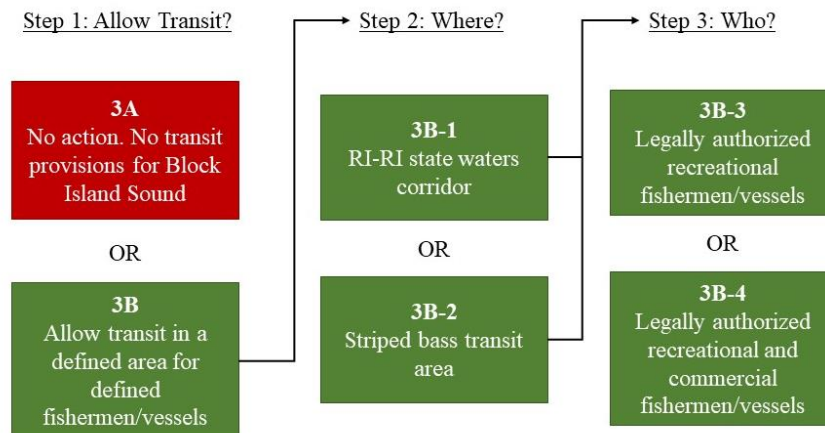 Step 1: Allow Transit?
3A
No action. No transit
provisions for Block
Island Sound
OR
3B
Allow transit in a
defined area for
defined
fishermen/vessels
Step 2: Where?
3B-1
RI-RI state waters
corridor
OR
3B-2
Striped bass transit
area
Step 3: Who?
3B-3
Legally authorized
recreational
fishermen/vessels
OR
3B-4
Legally authorized
recreational and
commercial
fishermen/vessels